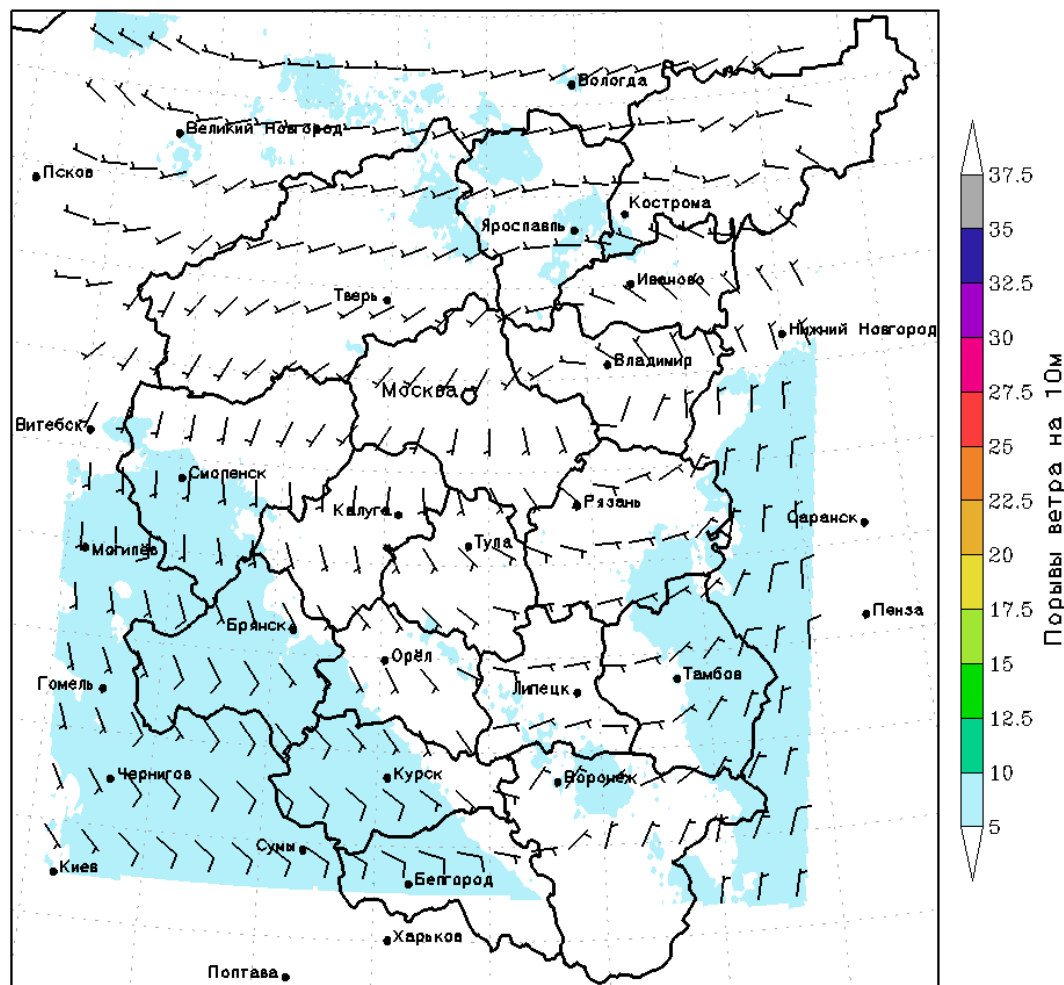 Вологда
Великий Новгород
Псков
Кострома
Ярославль
Иваново
Тверь
Нижний Новгород
Владимир
Москва
Витебск
Смоленск
Рязань
Калуга
Саранск
Могилёв
Тула
Пенза
Брянск
Орёл
Тамбов
Гомель
Липецк
Чернигов
Курск
Воронеж
Сумы
Киев
Белгород
Харьков
Полтава
37.5
35
32.5
30
27.5
25
22.5
20
17.5
15
12.5
10
5
Порывы ветра на 10м